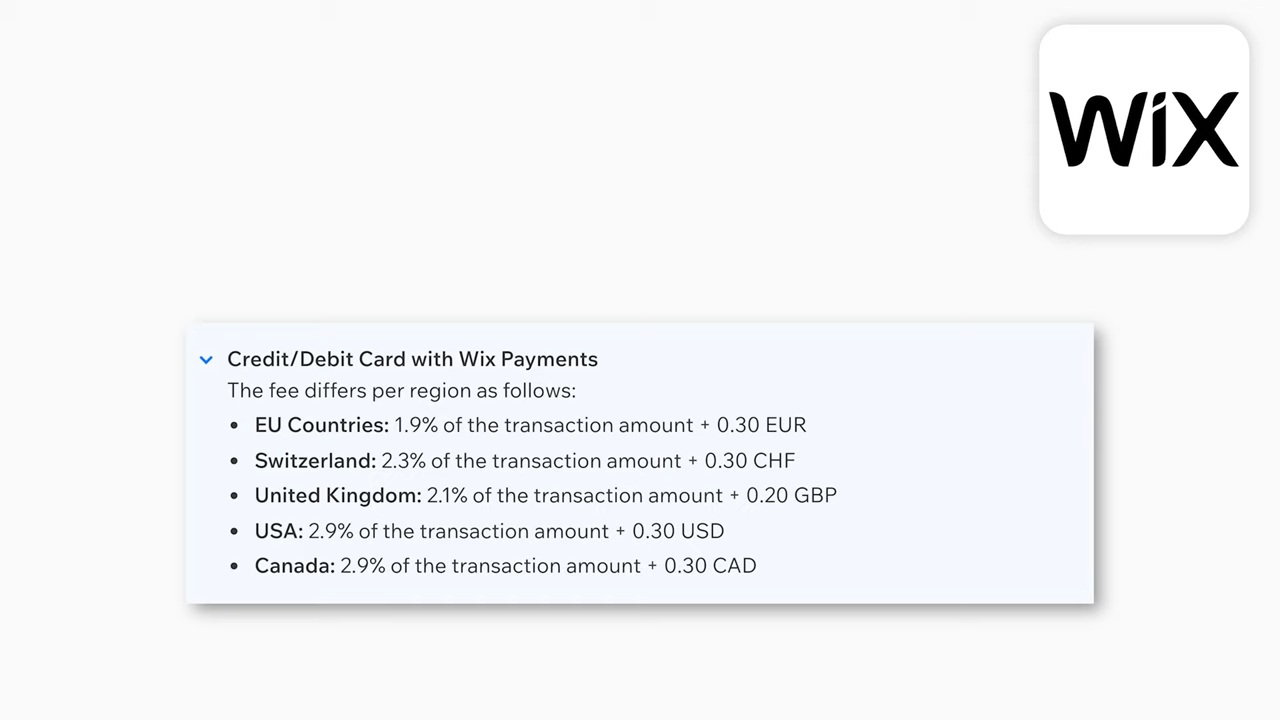 WiX
Credit/Debit Card with Wix Payments
The fee differs per region as follows:
• EU Countries: 1.9% of the transaction amount + 0.30 EUR
• Switzerland: 2.3% of the transaction amount + 0.30 CHF
• United Kingdom: 2.1% of the transaction amount + 0.20 GBP
• USA: 2.9% of the transaction amount + 0.30 USD
• Canada: 2.9% of the transaction amount + 0.30 CAD